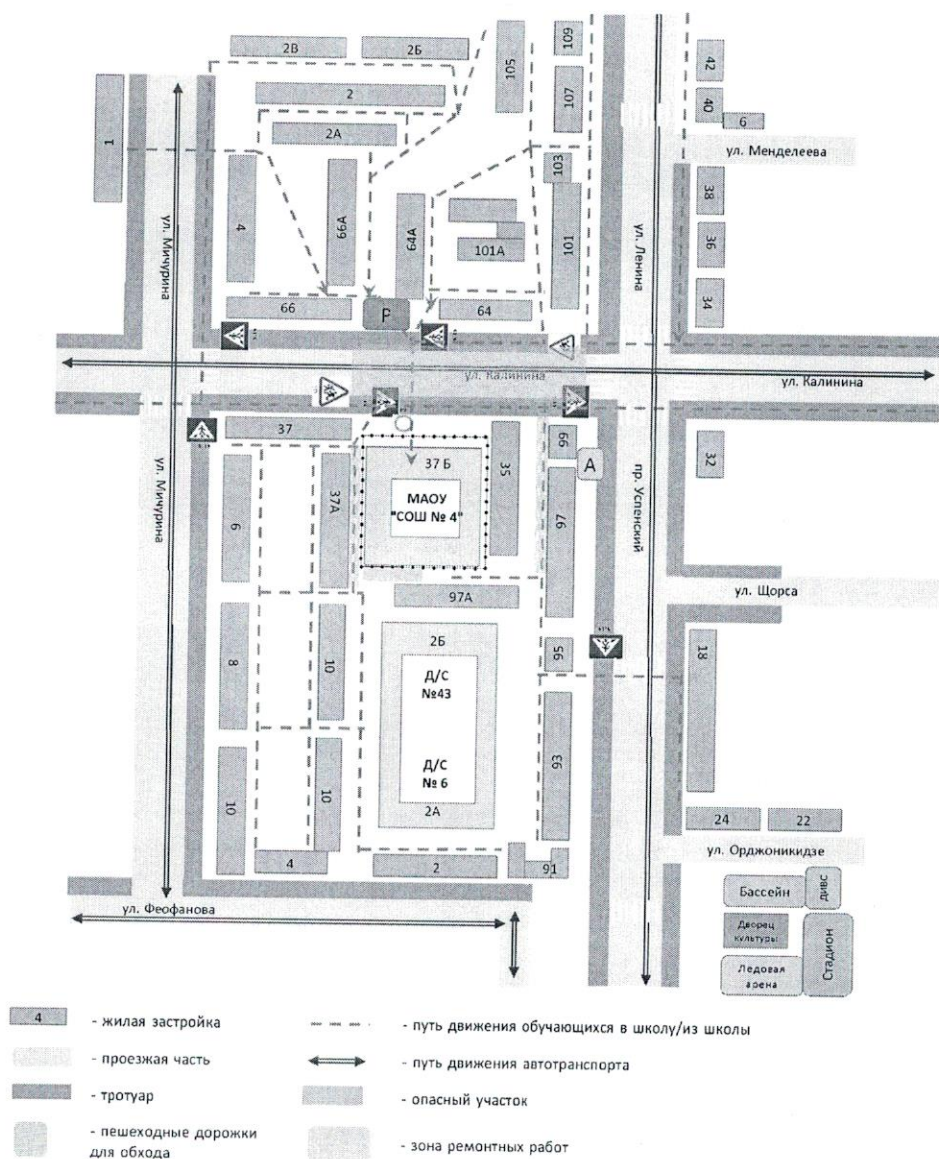 2В
2Б
105
109
42
2
107
40
6
1
2А
ул. Менделеева
103
4
66А
64А
101А
101
38
36
34
ул. Мичурина
ул. Ленина
66
Р
64
ул. Калинина
ул. Калинина
37
99
32
37 Б
35
А
МАОУ
"СОШ № 4"
ул. Мичурина
6
37А
97
пр. Успенский
ул. Щорса
97А
2Б
8
10
95
18
Д/С
№43
Д/С
№ 6
93
10
10
2А
24
22
4
2
91
ул. Орджоникидзе
ул. Феофанова
Бассейн
ДИВС
Дворец
культуры
Стадион
Ледовая
арена
4
- жилая застройка
- путь движения обучающихся в школу/из школы
- проезжая часть
- путь движения автотранспорта
- тротуар
- опасный участок
- пешеходные дорожки
для обхода
- зона ремонтных работ